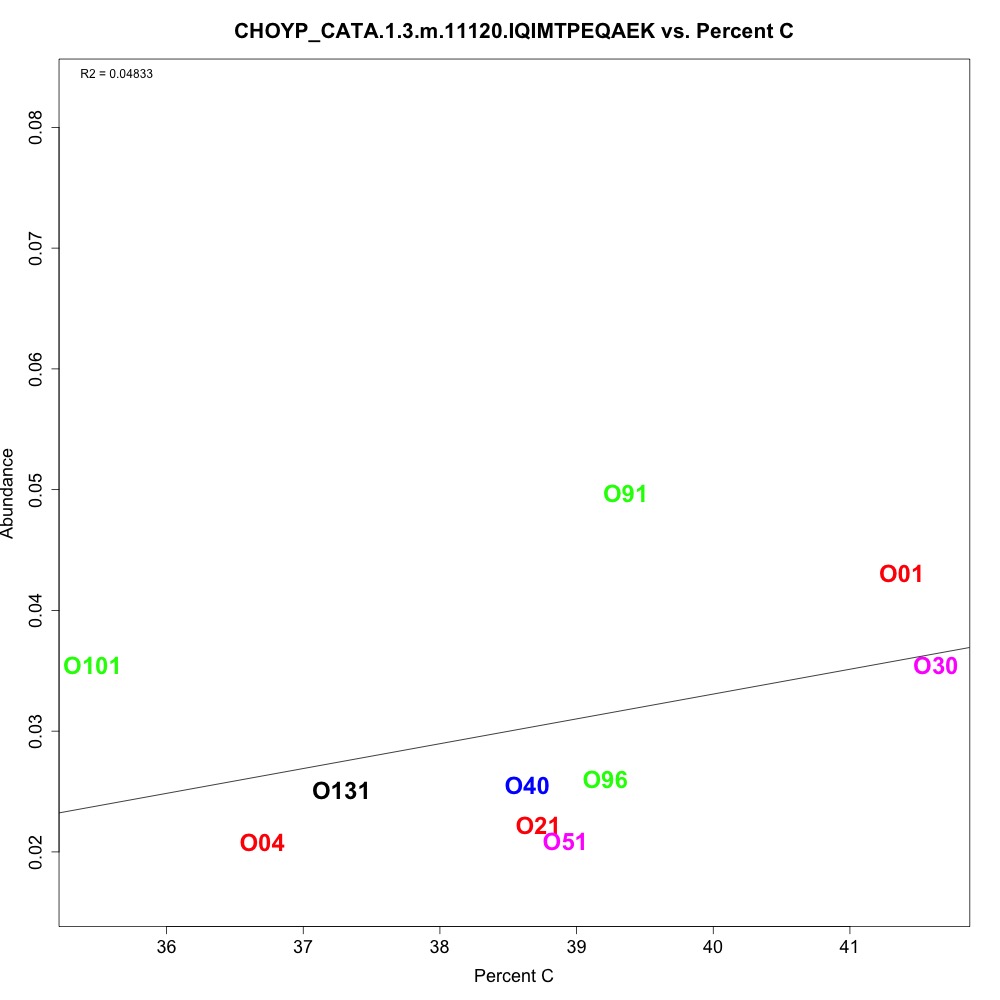 CHOYP_CATA.1.3.m.11120.IQIMTPEQAEK vs. Percent C
R2 = 0.04833
0.08
0.07
0.06
0.05
0.04
0.03
0.02
Abundance
O91
O01
O101
O30
O131
O40
O96
O04
O21
O51
36 37 38 39 40 41
Percent C